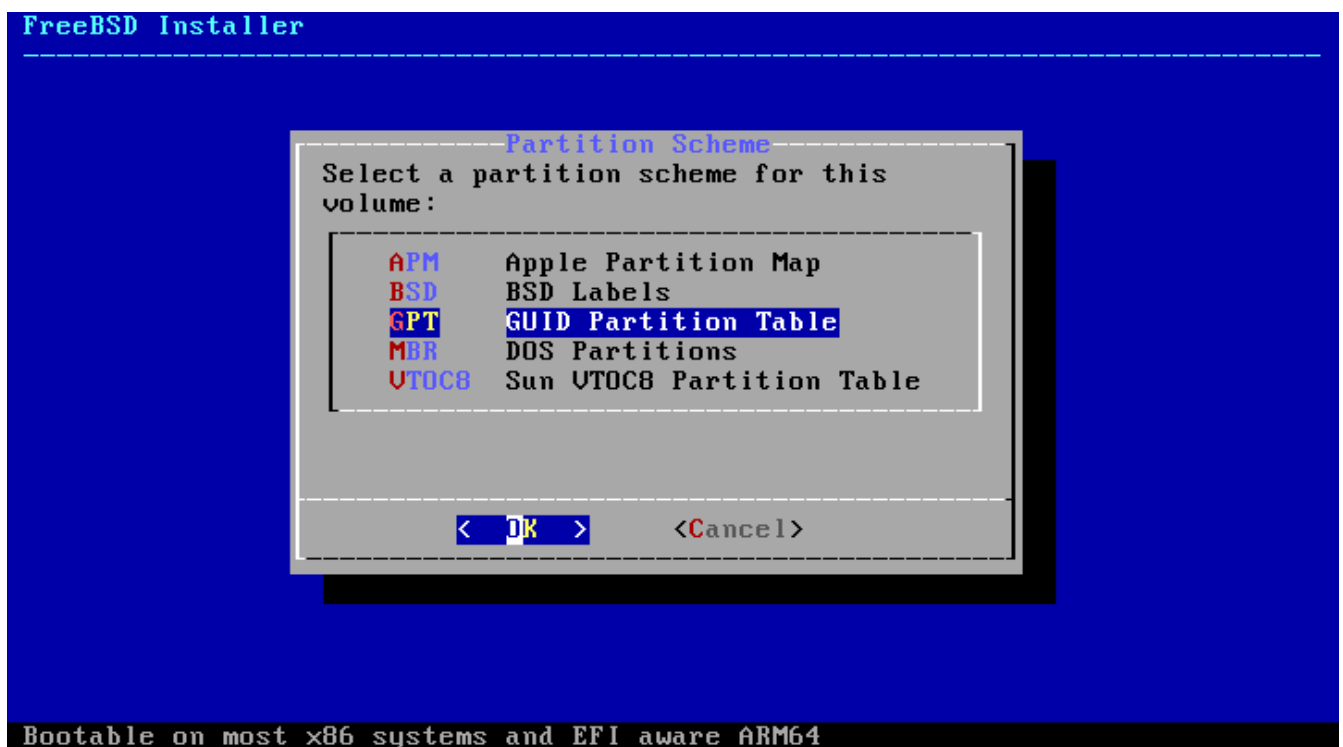 FreeBSD Installer
Partition Scheme
Select a partition scheme for this
volume:
APM Apple Partition Map
BSD BSD Labels
GPT GUID Partition Table
MBR DOS Partitions
VTOC8 Sun VTOC8 Partition Table
< OK > <Cancel>
Bootable on most x86 systems and EFI aware ARM64